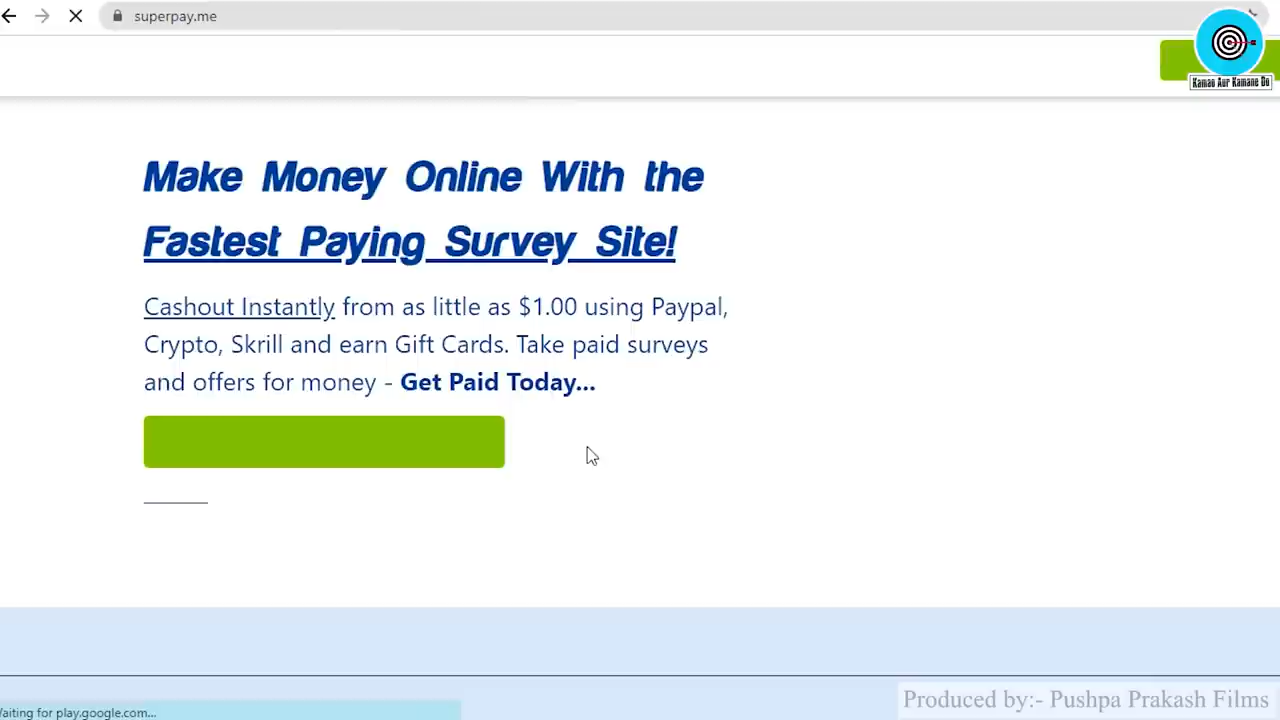 superpay.me
Kamao Aur Kamane Do
Make Money Online With the
Fastest Paying Survey Site!
Cashout Instantly from as little as $1.00 using Paypal,
Crypto, Skrill and earn Gift Cards. Take paid surveys
and offers for money - Get Paid Today...
Produced by:- Pushpa Prakash Films
aiting for play.google.com...